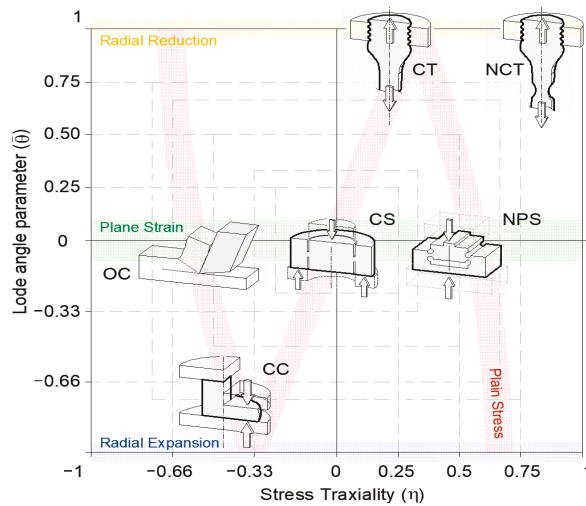 1
Radial Reduction
CT
NCT
0.75
0.50
0.25
Lode angle parameter (θ̄)
Plane Strain
CS
NPS
0
OC
−0.33
CC
−0.66
Plain Stress
Radial Expansion
−1
−0.66
−0.33
0
0.25
0.5
0.75
1
Stress Traxiality (η)